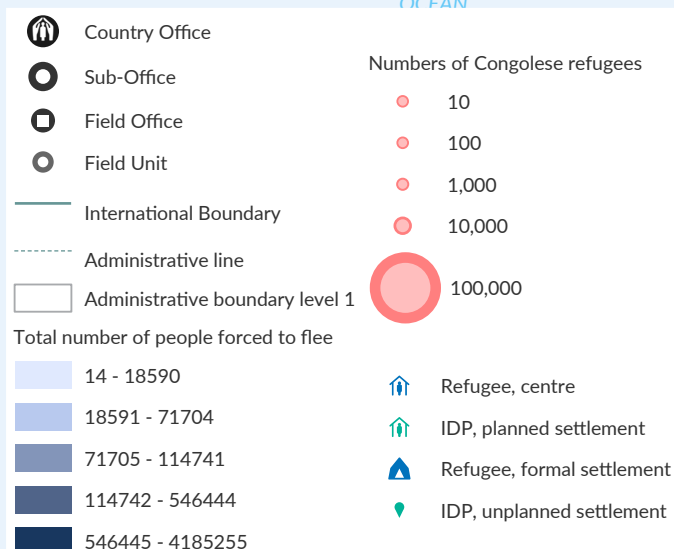 OCEAN
Country Office
Sub-Office
Field Office
Field Unit
International Boundary
Administrative line
Administrative boundary level 1
Total number of people forced to flee
14 - 18590
18591 - 71704
71705 - 114741
114742 - 546444
546445 - 4185255
Numbers of Congolese refugees
10
100
1,000
10,000
100,000
Refugee, centre
IDP, planned settlement
Refugee, formal settlement
IDP, unplanned settlement